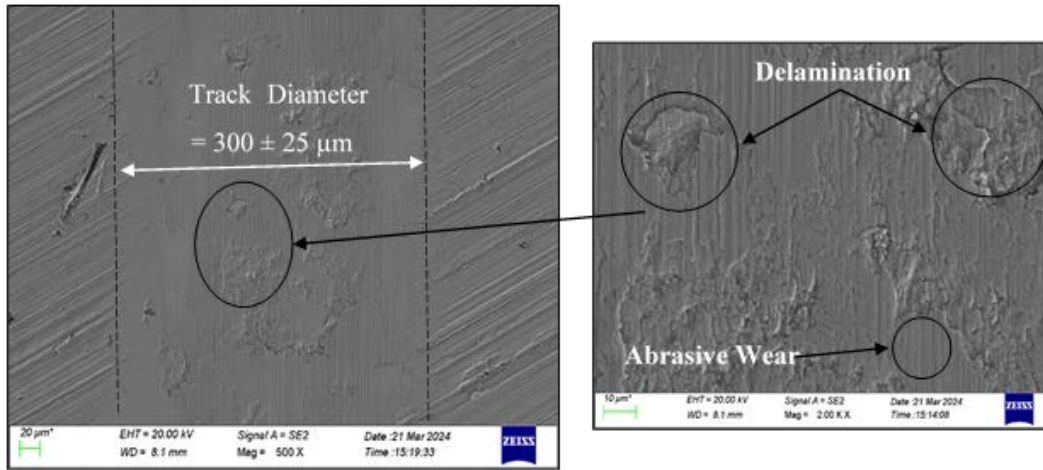 Track Diameter
= 300 ± 25 μm
20 μm*
EHT = 20.00 kV
Signal A = SE2
Date :21 Mar 2024
WD = 8.1 mm
Mag = 500 X
Time :15:19:33
ZEISS
Delamination
Abrasive Wear
10 μm*
EHT = 20.00 kV
Signal A = SE2
Date :21 Mar 2024
WD = 8.1 mm
Mag = 2.00 K X
Time :15:14:08
ZEISS